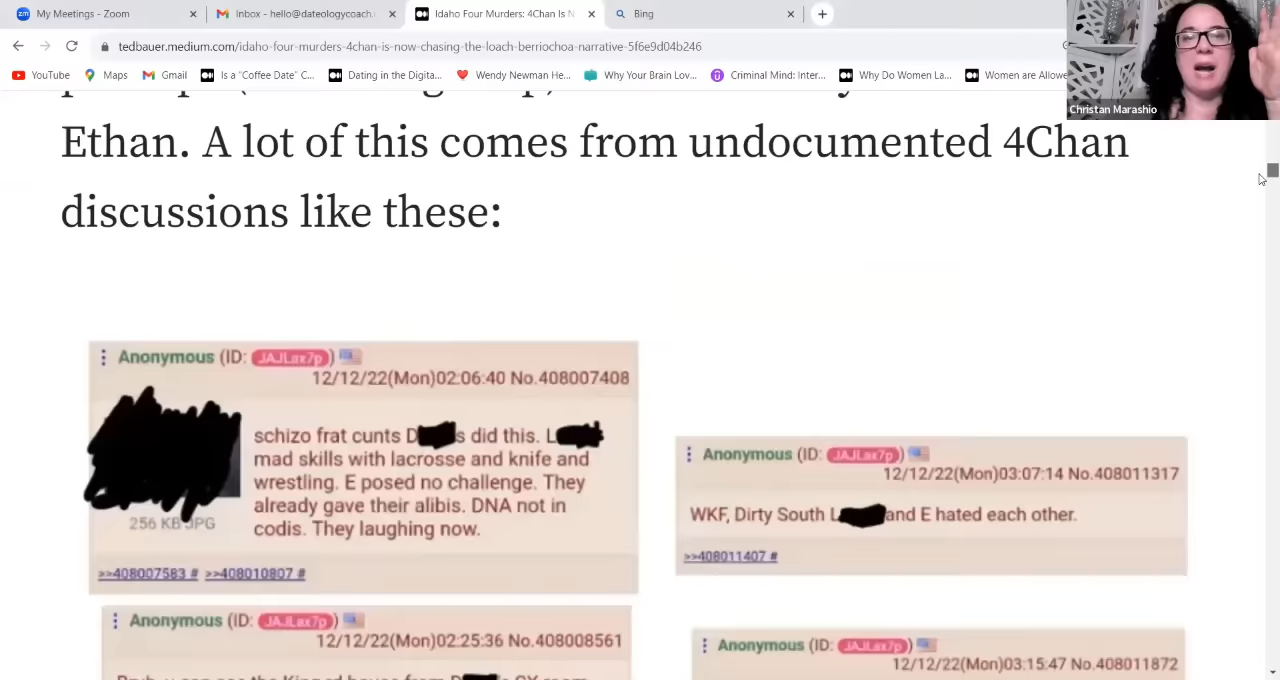 My Meetings - Zoom
Inbox - hello@dateologycoach.
Idaho Four Murders: 4Chan Is N
Bing
tedbauer.medium.com/idaho-four-murders-4chan-is-now-chasing-the-loach-berriochoa-narrative-5f6e9d04b246
YouTube
Maps
Gmail
Is a "Coffee Date" C...
Dating in the Digita...
Wendy Newman He...
Why Your Brain Lov...
Criminal Mind: Inter...
Why Do Women La...
Women are Allowe
Christan Marashio
Ethan. A lot of this comes from undocumented 4Chan
discussions like these:
Anonymous (ID: JAJLax7p)
12/12/22(Mon)02:06:40 No.408007408
schizo frat cunts D s did this. L
mad skills with lacrosse and knife and
wrestling. E posed no challenge. They
already gave their alibis. DNA not in
codis. They laughing now.
256 KB JPG
>>408007583 # >>408010807 #
Anonymous (ID: JAJLax7p)
12/12/22(Mon)03:07:14 No.408011317
WKF, Dirty South L and E hated each other.
>>408011407 #
Anonymous (ID: JAJLax7p)
12/12/22(Mon)02:25:36 No.408008561
Anonymous (ID: JAJLax7p)
12/12/22(Mon)03:15:47 No.408011872